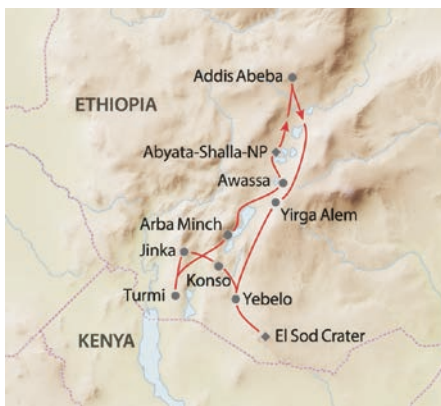 Addis Abeba
ETHIOPIA
Abyata-Shalla-NP
Awassa
Yirga Alem
Arba Minch
Jinka
Konso
Turmi
Yebelo
KENYA
El Sod Crater